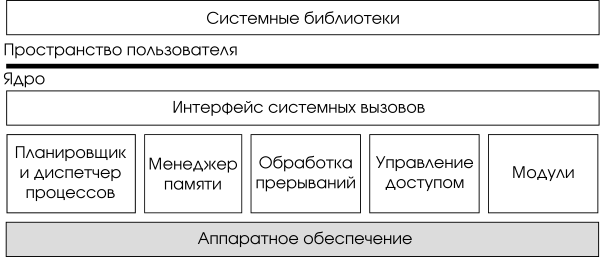 Системные библиотеки
Пространство пользователя
Ядро
Интерфейс системных вызовов
Планировщик
и диспетчер
процессов
Менеджер
памяти
Обработка
прерываний
Управление
доступом
Модули
Аппаратное обеспечение